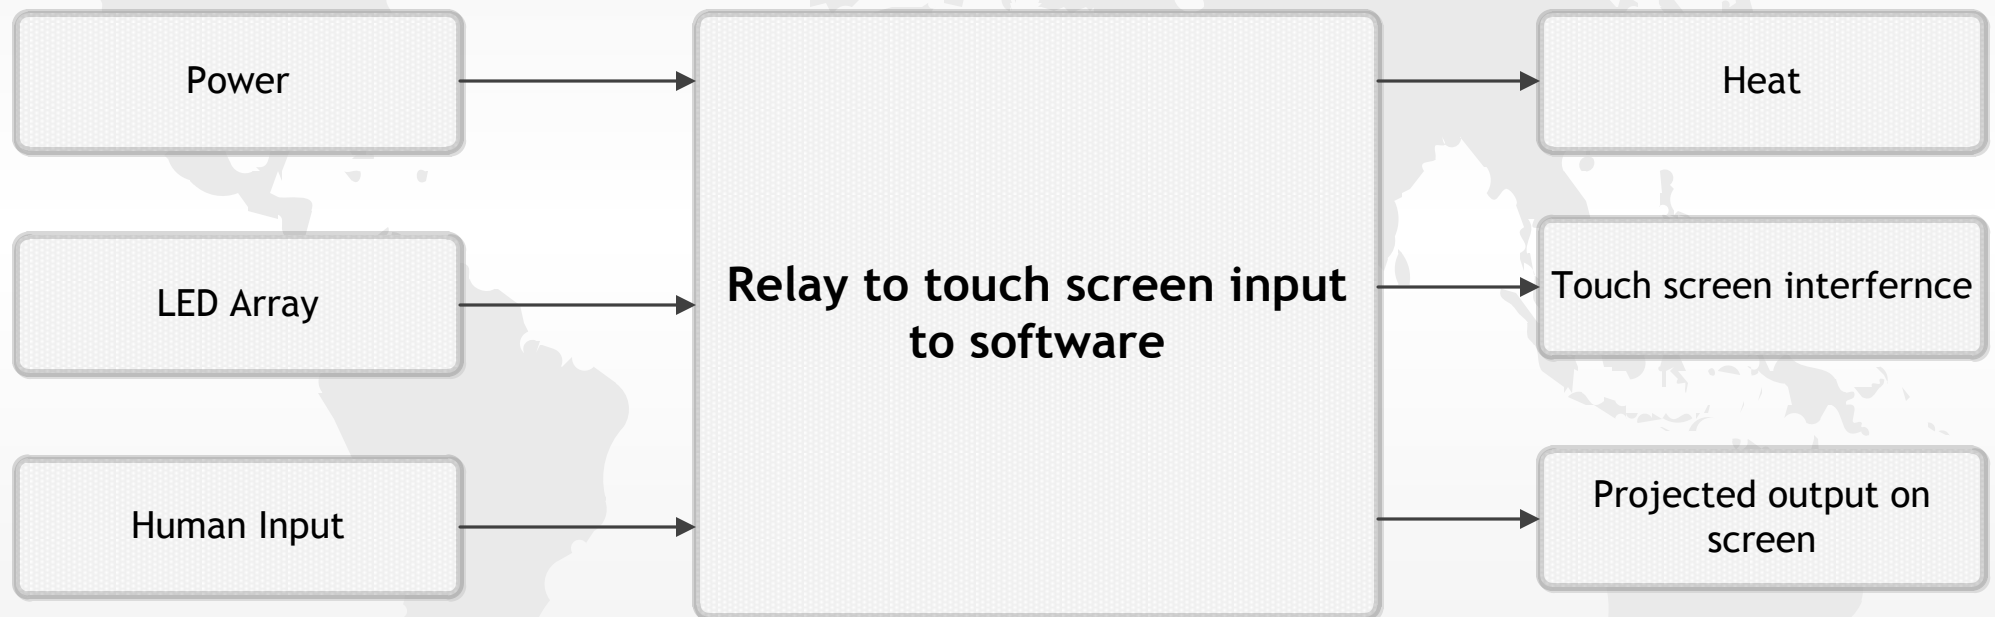 Power
LED Array
Human Input
Relay to touch screen input
to software
Heat
Touch screen interfernce
Projected output on
screen